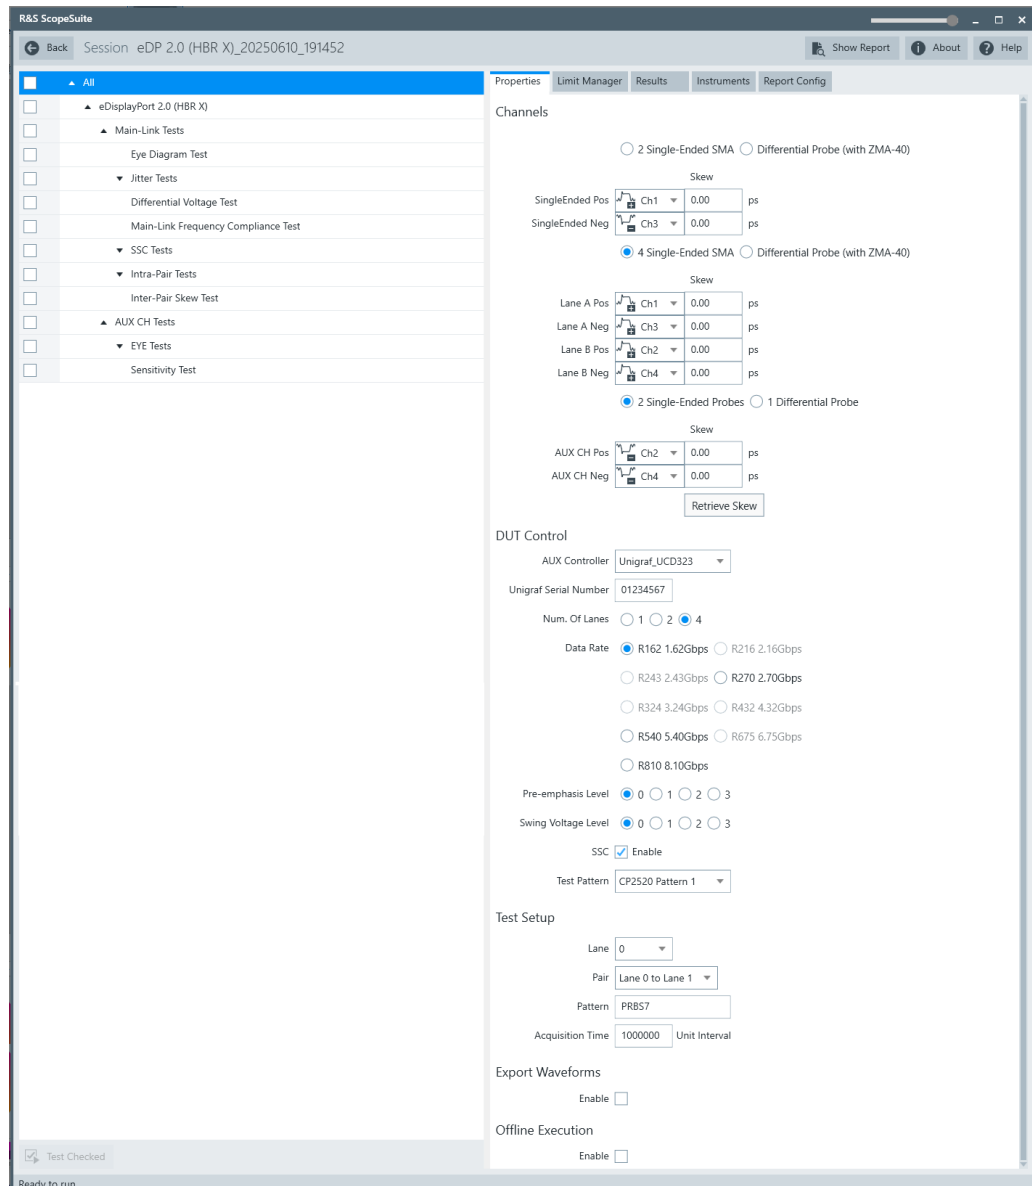 R&S ScopeSuite
Back Session eDP 2.0 (HBR X)_20250610_191452 Show Report About Help
All
eDisplayPort 2.0 (HBR X)
Main-Link Tests
Eye Diagram Test
Jitter Tests
Differential Voltage Test
Main-Link Frequency Compliance Test
SSC Tests
Intra-Pair Tests
Inter-Pair Skew Test
AUX CH Tests
EYE Tests
Sensitivity Test
Test Checked
Properties Limit Manager Results Instruments Report Config
Channels
2 Single-Ended SMA Differential Probe (with ZMA-40)
Skew
SingleEnded Pos Ch1 0.00 ps
SingleEnded Neg Ch3 0.00 ps
4 Single-Ended SMA Differential Probe (with ZMA-40)
Skew
Lane A Pos Ch1 0.00 ps
Lane A Neg Ch3 0.00 ps
Lane B Pos Ch2 0.00 ps
Lane B Neg Ch4 0.00 ps
2 Single-Ended Probes 1 Differential Probe
Skew
AUX CH Pos Ch2 0.00 ps
AUX CH Neg Ch4 0.00 ps
Retrieve Skew
DUT Control
AUX Controller Unigraf_UCD323
Unigraf Serial Number 01234567
Num. Of Lanes 1 2 4
Data Rate R162 1.62Gbps R216 2.16Gbps
R243 2.43Gbps R270 2.70Gbps
R324 3.24Gbps R432 4.32Gbps
R540 5.40Gbps R675 6.75Gbps
R810 8.10Gbps
Pre-emphasis Level 0 1 2 3
Swing Voltage Level 0 1 2 3
SSC Enable
Test Pattern CP2520 Pattern 1
Test Setup
Lane 0
Pair Lane 0 to Lane 1
Pattern PRBS7
Acquisition Time 1000000 Unit Interval
Export Waveforms
Enable
Offline Execution
Enable
Ready to run